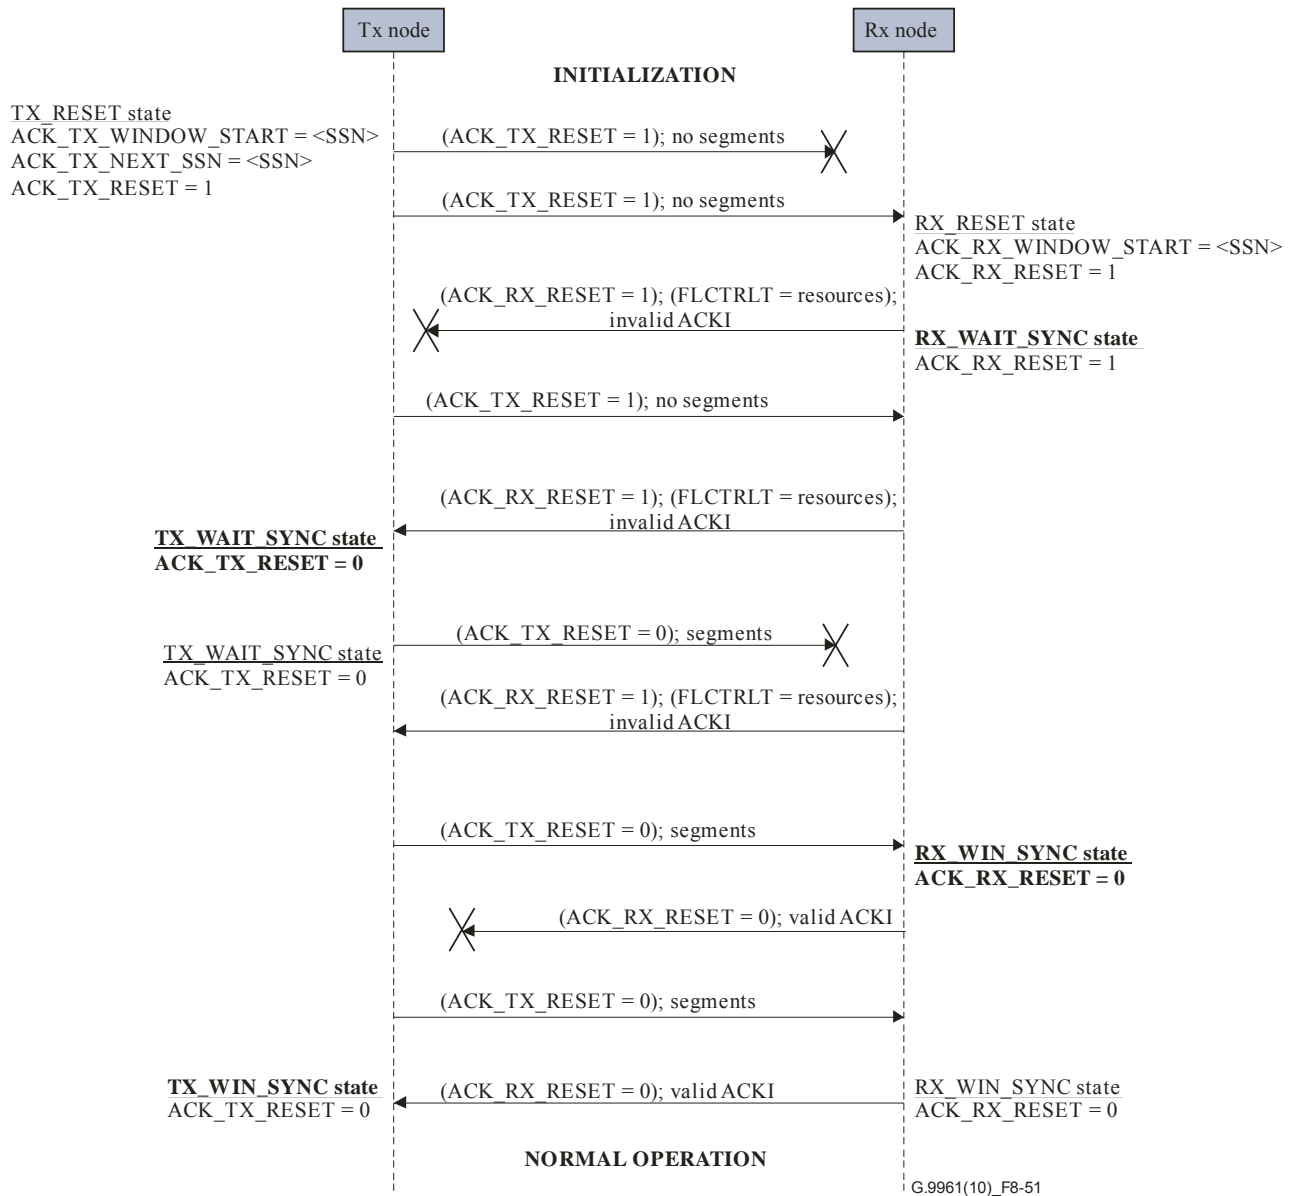 Tx node
Rx node
INITIALIZATION
TX_RESET state
ACK_TX_WINDOW_START = <SSN>
ACK_TX_NEXT_SSN = <SSN>
ACK_TX_RESET = 1
(ACK_TX_RESET = 1); no segments
(ACK_TX_RESET = 1); no segments
RX_RESET state
ACK_RX_WINDOW_START = <SSN>
ACK_RX_RESET = 1
(ACK_RX_RESET = 1); (FLCTRLT = resources);
invalid ACKI
RX_WAIT_SYNC state
ACK_RX_RESET = 1
(ACK_TX_RESET = 1); no segments
(ACK_RX_RESET = 1); (FLCTRLT = resources);
invalid ACKI
TX_WAIT_SYNC state
ACK_TX_RESET = 0
(ACK_TX_RESET = 0); segments
TX_WAIT_SYNC state
ACK_TX_RESET = 0
(ACK_RX_RESET = 1); (FLCTRLT = resources);
invalid ACKI
(ACK_TX_RESET = 0); segments
RX_WIN_SYNC state
ACK_RX_RESET = 0
(ACK_RX_RESET = 0); valid ACKI
(ACK_TX_RESET = 0); segments
TX_WIN_SYNC state
ACK_TX_RESET = 0
(ACK_RX_RESET = 0); valid ACKI
RX_WIN_SYNC state
ACK_RX_RESET = 0
NORMAL OPERATION
G.9961(10)_F8-51